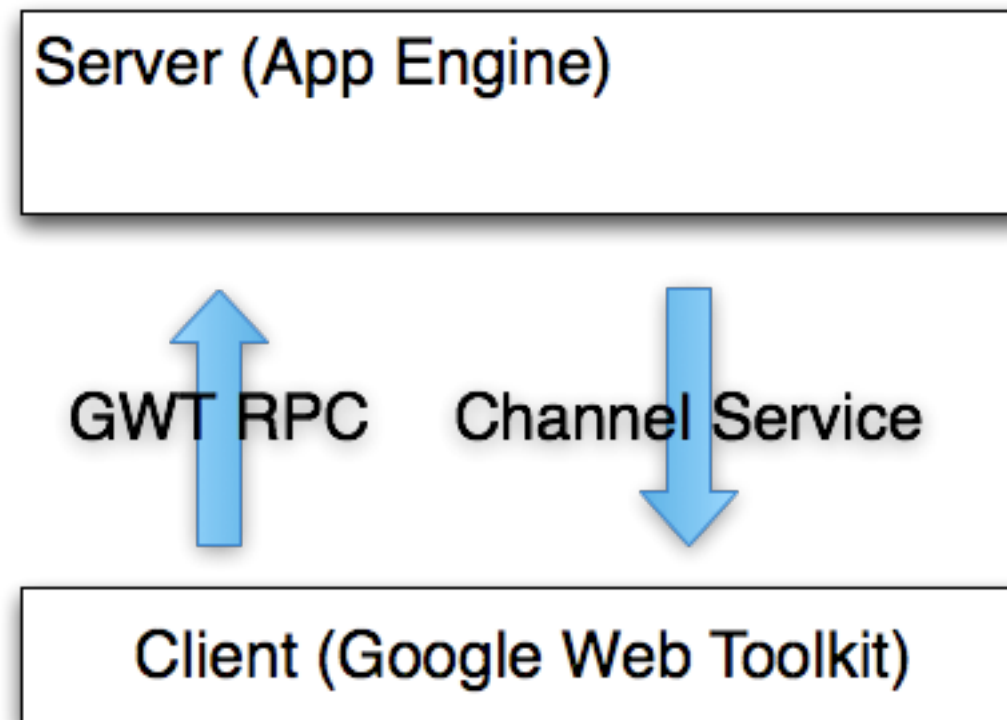 Server (App Engine)
GWT RPC
Channel Service
Client (Google Web Toolkit)